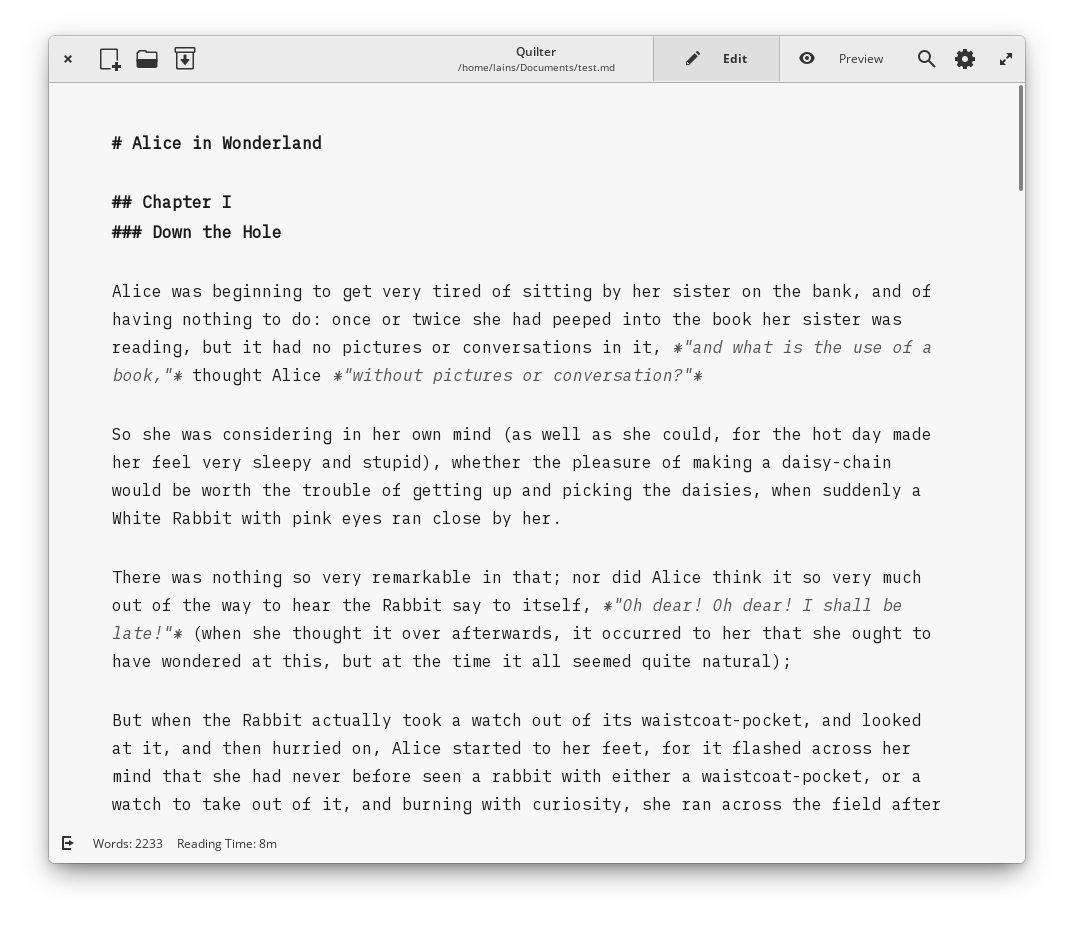 Quilter
/home/lains/Documents/test.md
Edit
Preview
# Alice in Wonderland
## Chapter I
### Down the Hole
Alice was beginning to get very tired of sitting by her sister on the bank, and of
having nothing to do: once or twice she had peeped into the book her sister was
reading, but it had no pictures or conversations in it, *"and what is the use of a
book,"* thought Alice *"without pictures or conversation?"*
So she was considering in her own mind (as well as she could, for the hot day made
her feel very sleepy and stupid), whether the pleasure of making a daisy-chain
would be worth the trouble of getting up and picking the daisies, when suddenly a
White Rabbit with pink eyes ran close by her.
There was nothing so very remarkable in that; nor did Alice think it so very much
out of the way to hear the Rabbit say to itself, *"Oh dear! Oh dear! I shall be
late!"* (when she thought it over afterwards, it occurred to her that she ought to
have wondered at this, but at the time it all seemed quite natural);
But when the Rabbit actually took a watch out of its waistcoat-pocket, and looked
at it, and then hurried on, Alice started to her feet, for it flashed across her
mind that she had never before seen a rabbit with either a waistcoat-pocket, or a
watch to take out of it, and burning with curiosity, she ran across the field after
Words: 2233 Reading Time: 8m